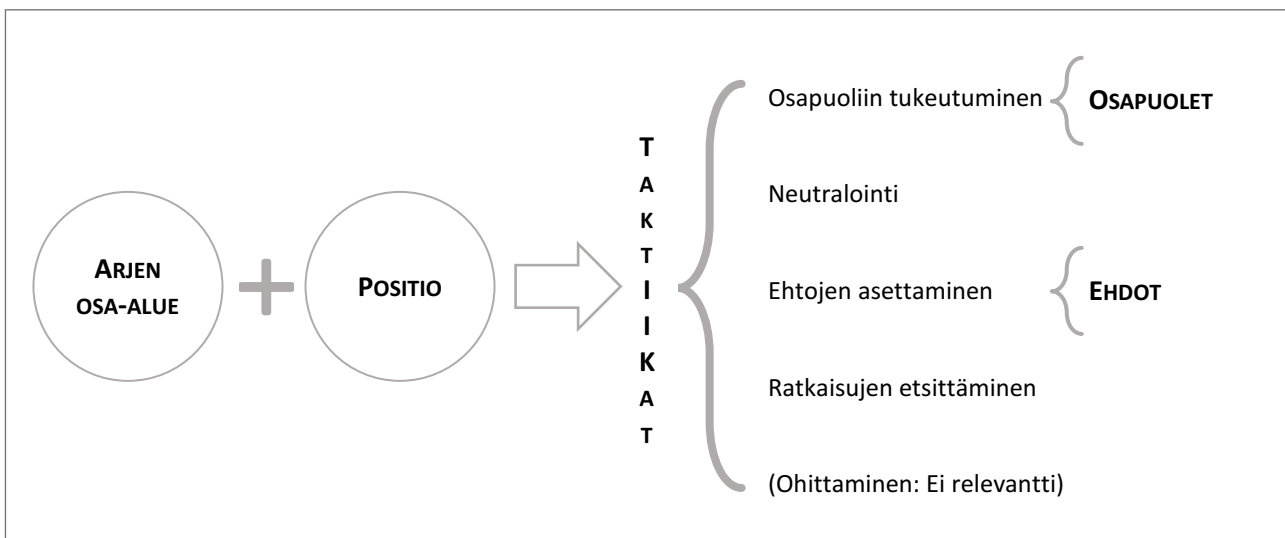 ARJEN
OSA-ALUE
POSITIO
T
A
K
T
I
I
K
A
T
Osapuoliin tukeutuminen
OSAPUOLET
Neutralointi
Ehtojen asettaminen
EHDOT
Ratkaisujen etsittäminen
(Ohittaminen: Ei relevantti)